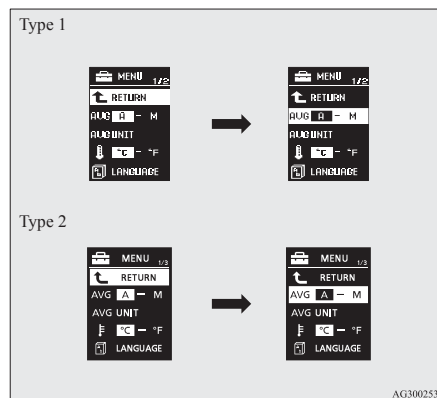 Type 1
MENU 1/2
RETURN
AVG A – M
AVG UNIT
°C – °F
LANGUAGE
MENU 1/2
RETURN
AVG A – M
AVG UNIT
°C – °F
LANGUAGE
Type 2
MENU 1/3
RETURN
AVG A – M
AVG UNIT
°C – °F
LANGUAGE
MENU 1/3
RETURN
AVG A – M
AVG UNIT
°C – °F
LANGUAGE
AG300253